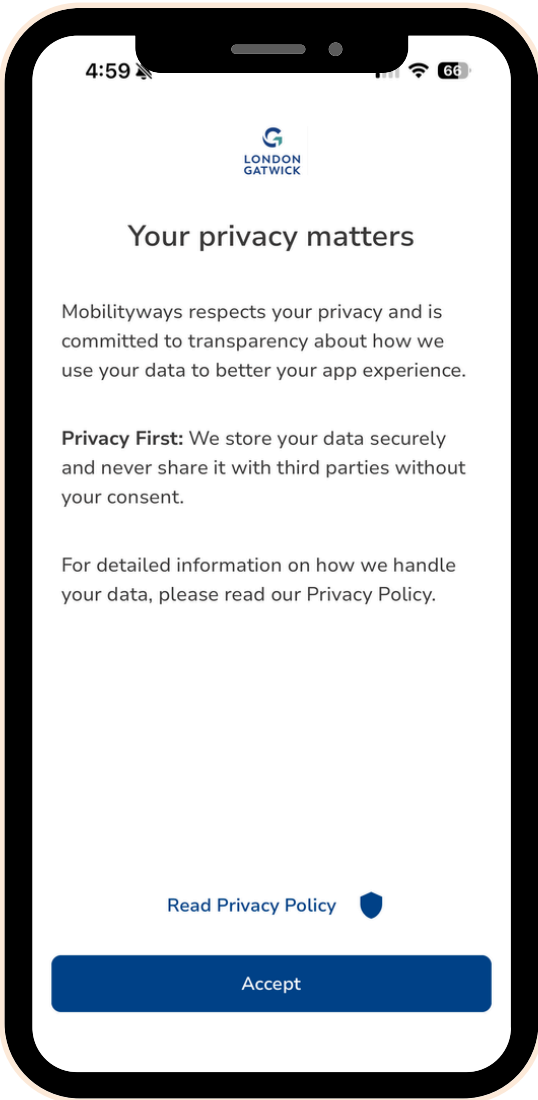 4:59
66
LONDON
GATWICK
Your privacy matters
Mobilityways respects your privacy and is
committed to transparency about how we
use your data to better your app experience.
Privacy First: We store your data securely
and never share it with third parties without
your consent.
For detailed information on how we handle
your data, please read our Privacy Policy.
Read Privacy Policy
Accept